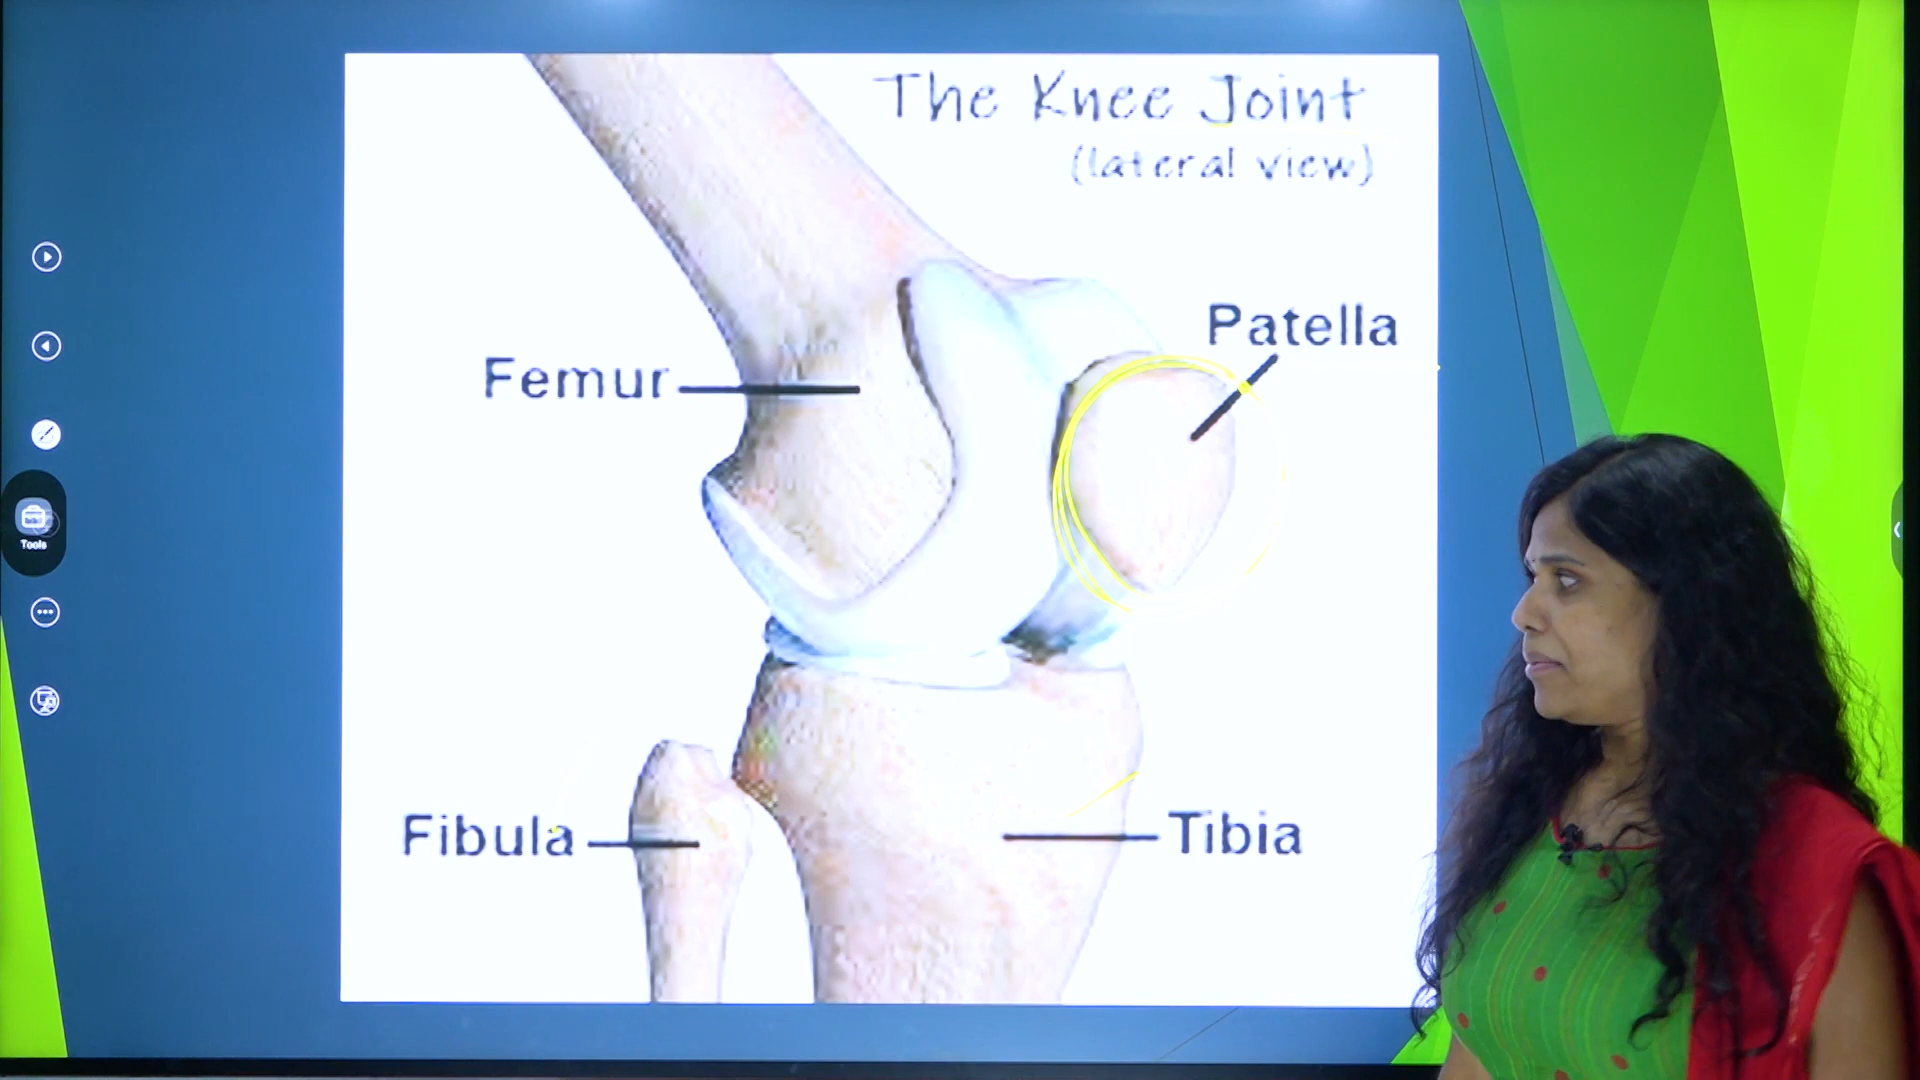 The Knee Joint
(lateral view)
Patella
Femur
Fibula
Tibia
Tools